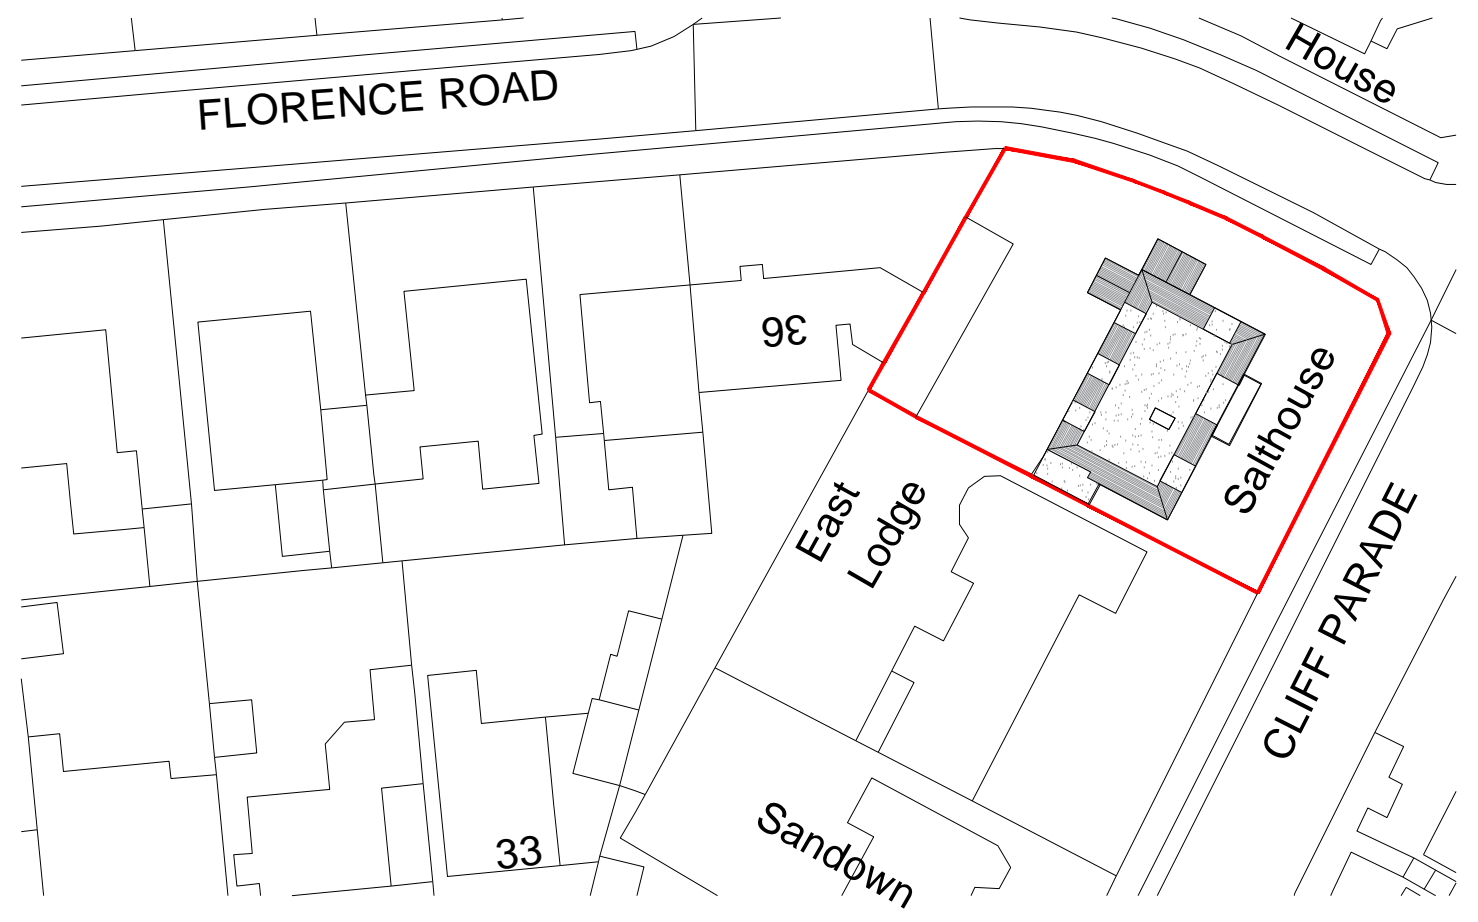 House
FLORENCE ROAD
36
Salthouse
East
Lodge
CLIFF PARADE
Sandown
33